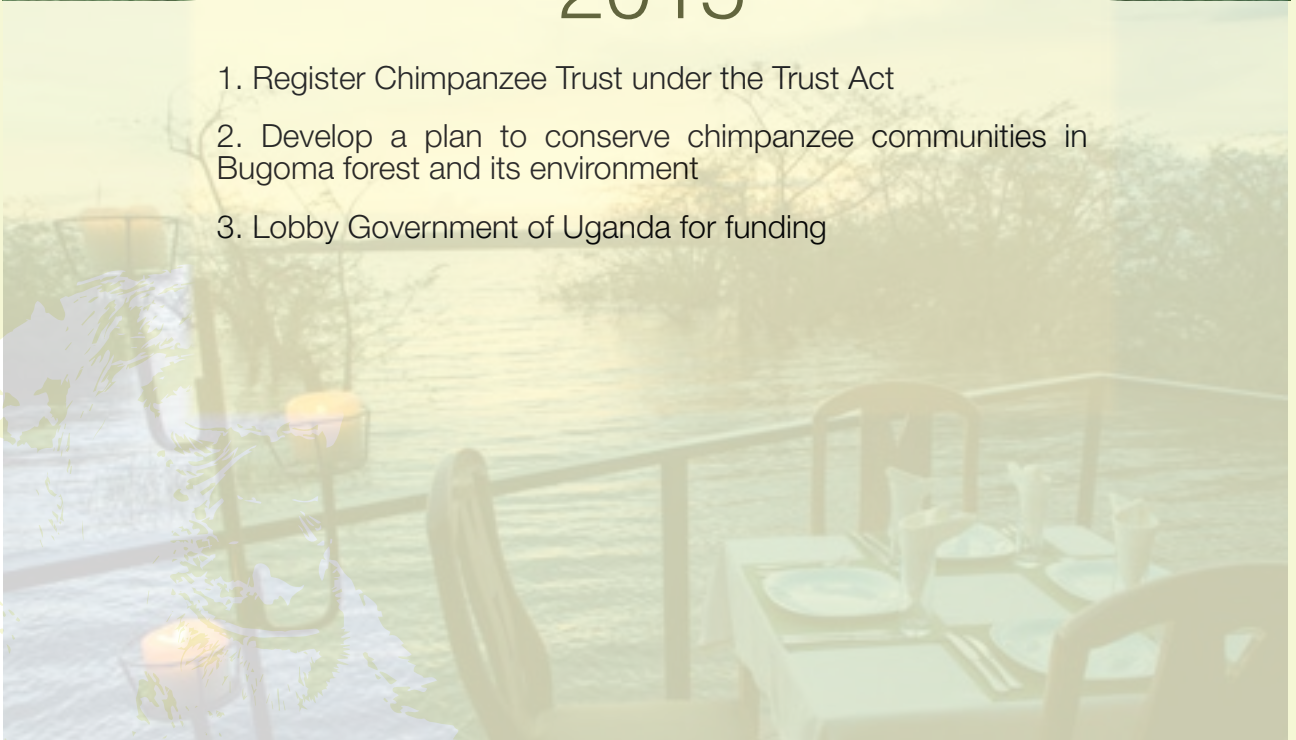 1. Register Chimpanzee Trust under the Trust Act
2. Develop a plan to conserve chimpanzee communities in
Bugoma forest and its environment
3. Lobby Government of Uganda for funding